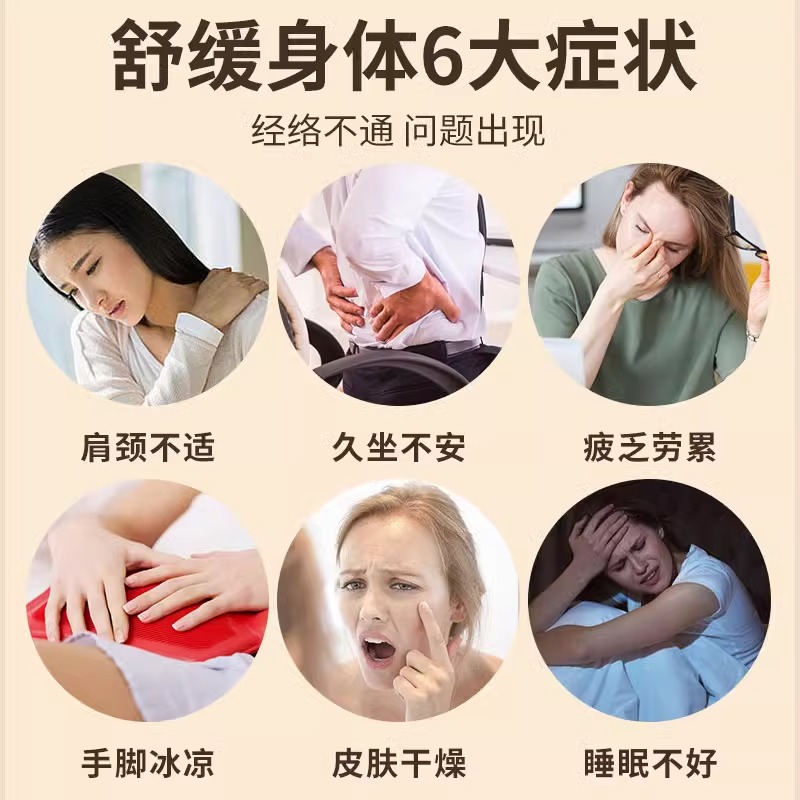 舒缓身体6大症状
经络不通 问题出现
肩颈不适
久坐不安
疲乏劳累
手脚冰凉
皮肤干燥
睡眠不好